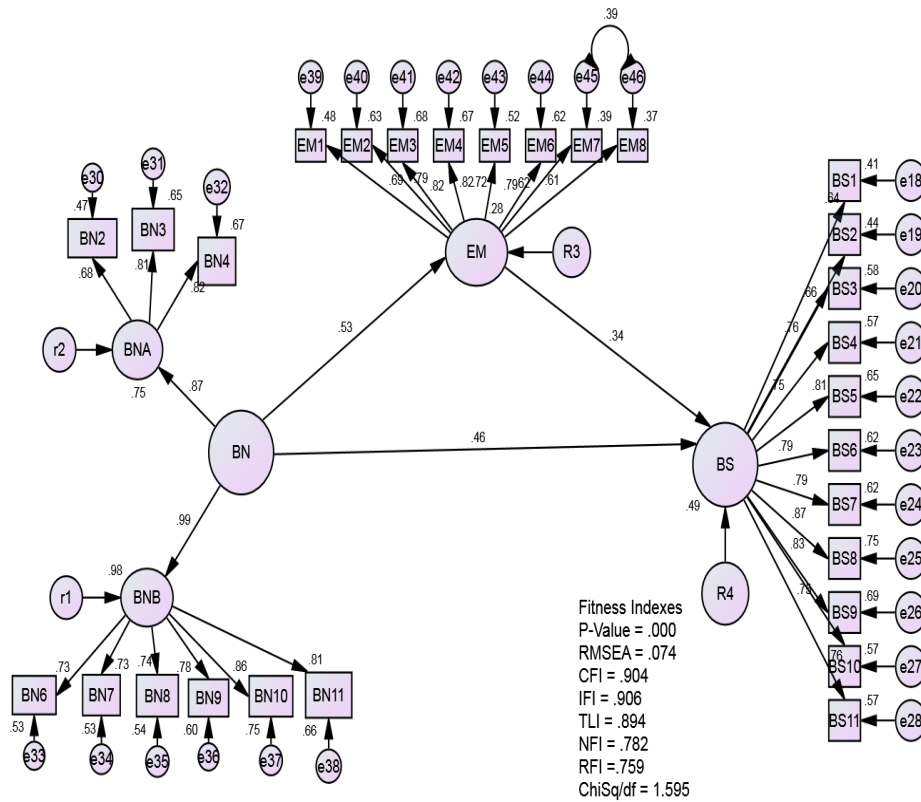 .39
e39 e40 e41 e42 e43 e44 e45 e46
.48 .63 .68 .67 .52 .62 .39 .37
EM1 EM2 EM3 EM4 EM5 EM6 EM7 EM8
.69 .79 .82 .82 .72 .79 .62 .61
.28
EM
R3
e30 e31 e32
.47 .65 .67
BN2 BN3 BN4
.68 .81 .82
r2
BNA
.75
.87
.53
.34
BN
.46
BS
.49
R4
.99
.98
r1
BNB
.73 .73 .74 .78 .86 .81
BN6 BN7 BN8 BN9 BN10 BN11
.53 .53 .54 .60 .75 .66
e33 e34 e35 e36 e37 e38
.64
BS1 .41 e18
.66
BS2 .44 e19
.76
BS3 .58 e20
.75
BS4 .57 e21
.81
BS5 .65 e22
.79
BS6 .62 e23
.79
BS7 .62 e24
.87
BS8 .75 e25
.83
BS9 .69 e26
BS10 .57 e27
.76
BS11 .57 e28
Fitness Indexes
P-Value = .000
RMSEA = .074
CFI = .904
IFI = .906
TLI = .894
NFI = .782
RFI =.759
ChiSq/df = 1.595